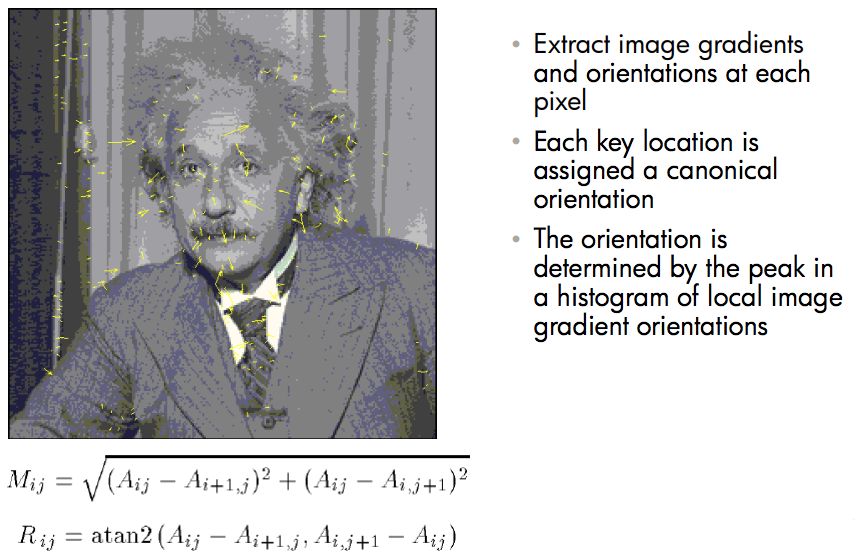 • Extract image gradients
and orientations at each
pixel
• Each key location is
assigned a canonical
orientation
• The orientation is
determined by the peak in
a histogram of local image
gradient orientations
M_{ij} = \sqrt{(A_{ij} - A_{i+1,j})^2 + (A_{ij} - A_{i,j+1})^2}
R_{ij} = atan2 (A_{ij} - A_{i+1,j}, A_{i,j+1} - A_{ij})